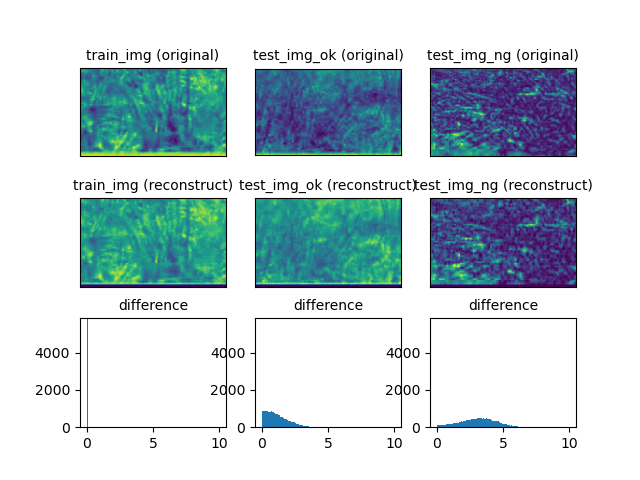 train_img (original) test_img_ok (original) test_img_ng (original)
train_img (reconstruct) test_img_ok (reconstruct) test_img_ng (reconstruct)
difference difference difference
4000 4000 4000
2000 2000 2000
0 0 0
0 5 10 0 5 10 0 5 10